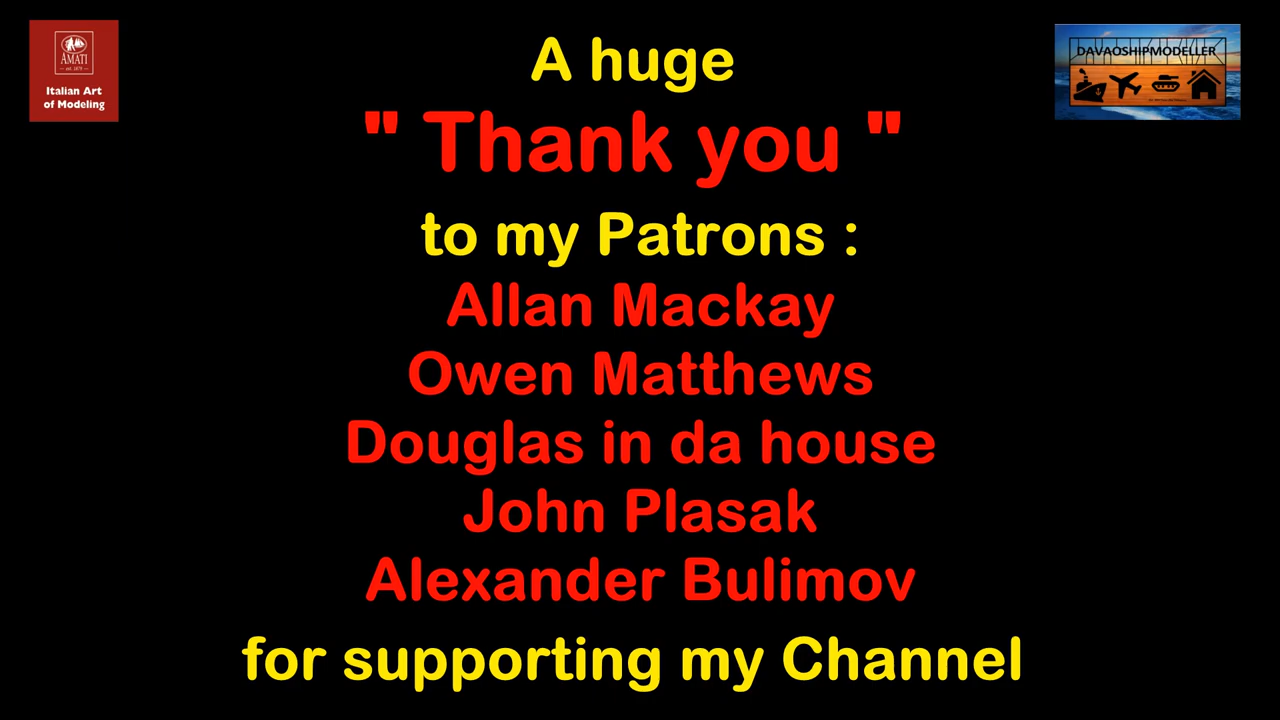 AMATI
est. 1879
Italian Art
of Modeling
DAVAOSHIPMODELLER
A huge
" Thank you "
to my Patrons :
Allan Mackay
Owen Matthews
Douglas in da house
John Plasak
Alexander Bulimov
for supporting my Channel